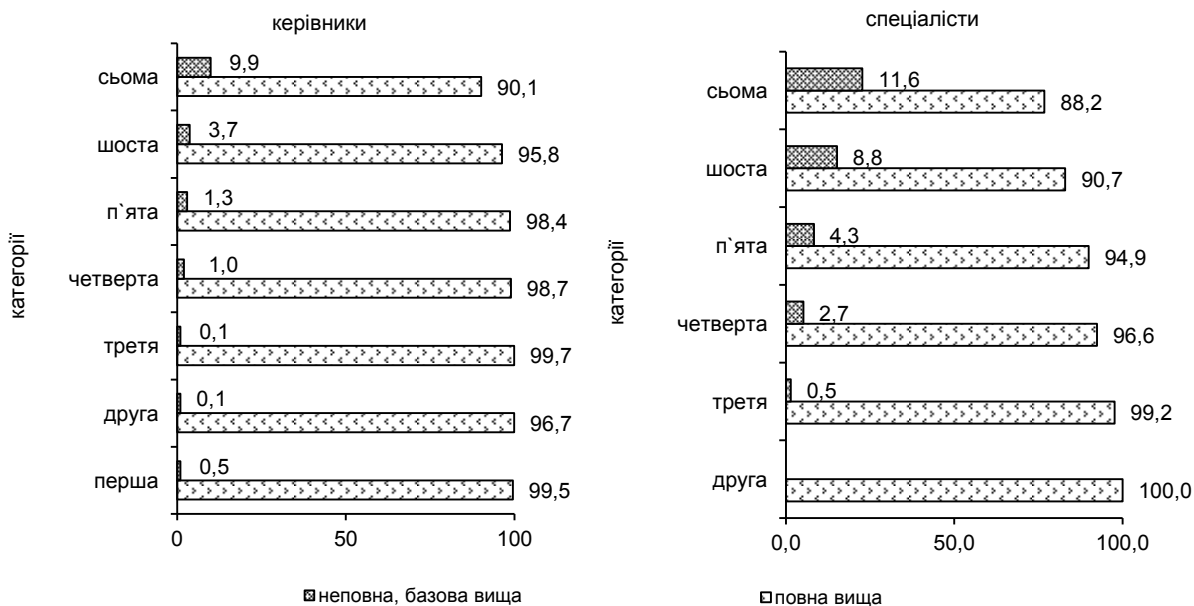 керівники
категорії
сьома
9,9
90,1
шоста
3,7
95,8
п`ята
1,3
98,4
четверта
1,0
98,7
третя
0,1
99,7
друга
0,1
96,7
перша
0,5
99,5
0 50 100
спеціалісти
категорії
сьома
11,6
88,2
шоста
8,8
90,7
п`ята
4,3
94,9
четверта
2,7
96,6
третя
0,5
99,2
друга
100,0
0,0 50,0 100,0
неповна, базова вища
повна вища